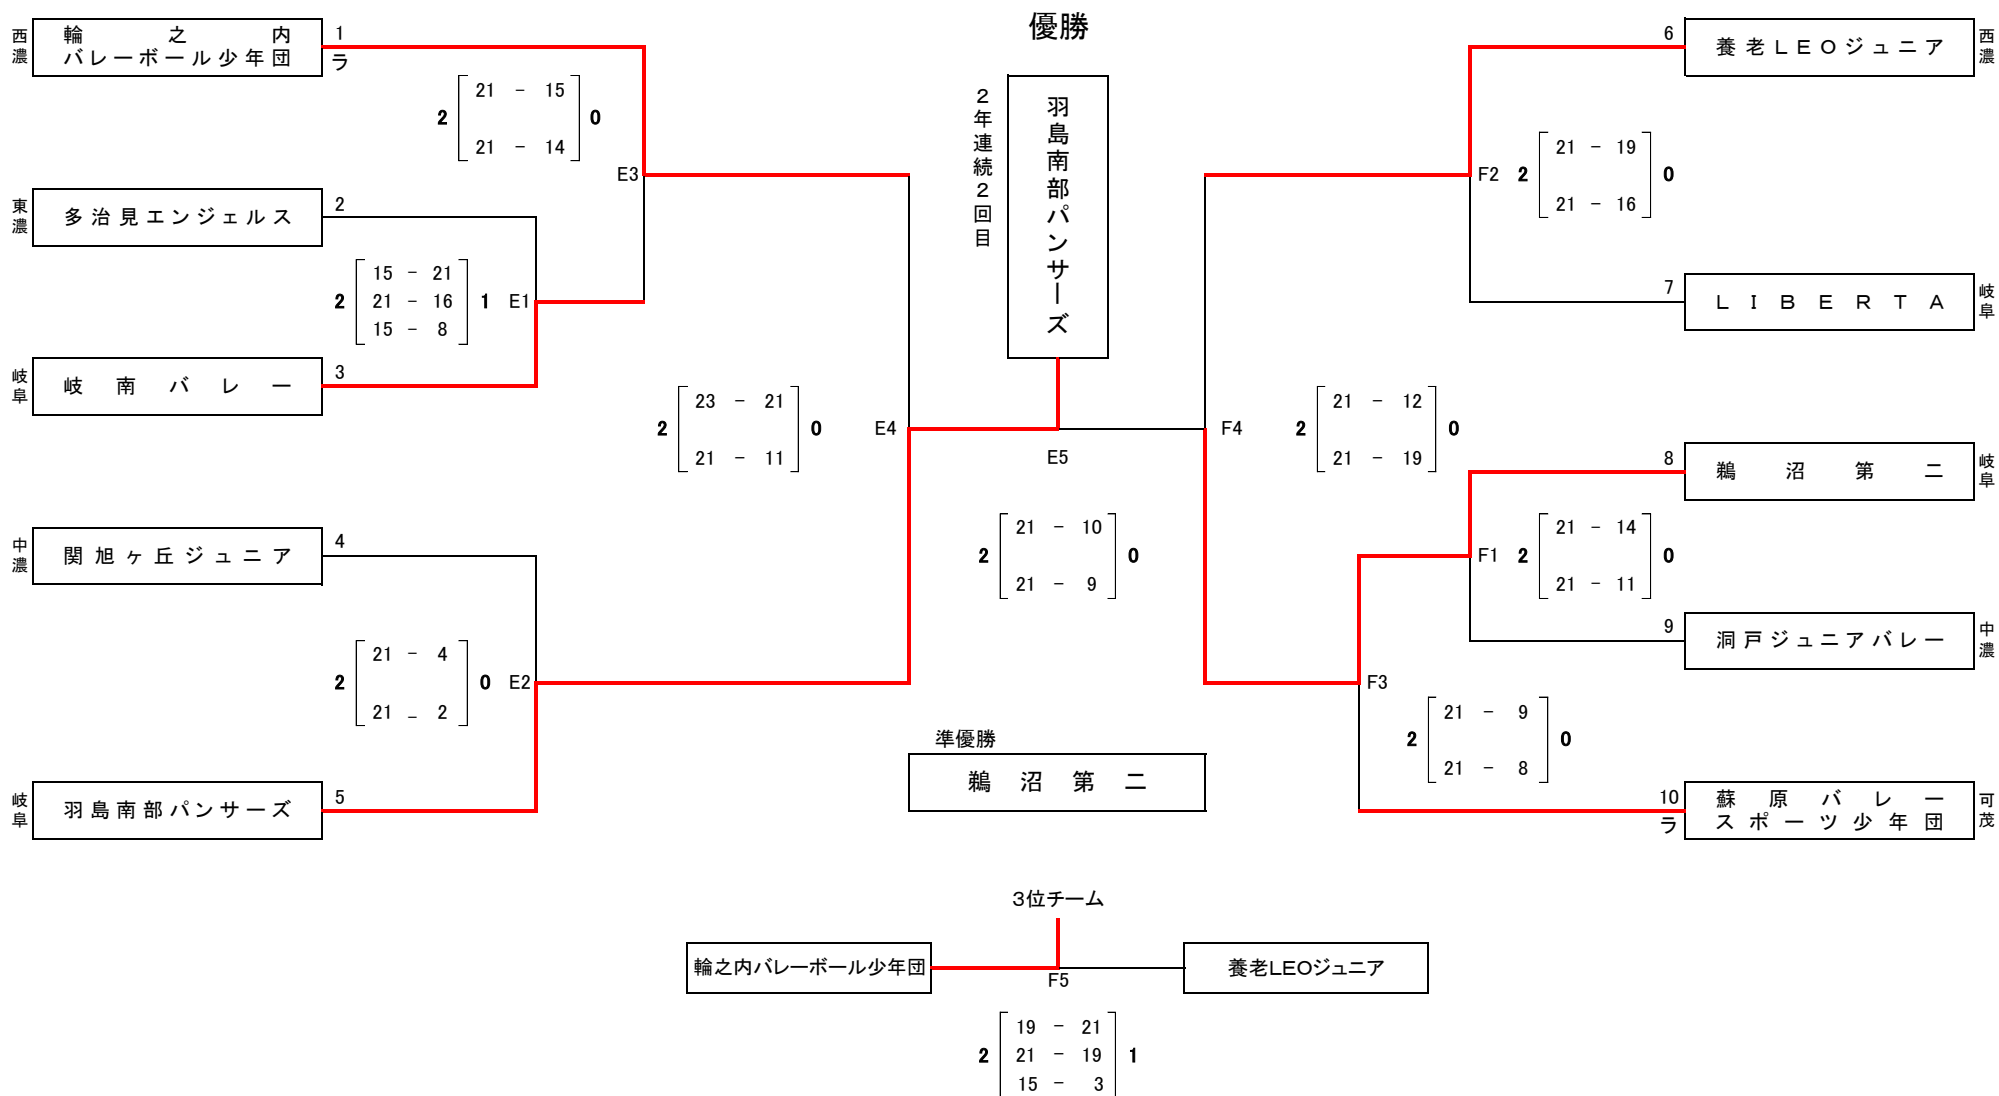 優勝
羽島南部パンサーズ
2年連続2回目
西濃
輪之内
バレーボール少年団
1
ラ
2
21 - 15
21 - 14
0
E3
東濃
多治見エンジェルス
2
2
15 - 21
21 - 16
15 - 8
1
E1
岐阜
岐南バレー
3
2
23 - 21
21 - 11
0
E4
中濃
関旭ヶ丘ジュニア
4
2
21 - 4
21 - 2
0
E2
岐阜
羽島南部パンサーズ
5
E5
2
21 - 10
21 - 9
0
6
養老LEOジュニア
西濃
F2
2
21 - 19
21 - 16
0
7
LIBERTA
岐阜
F4
2
21 - 12
21 - 19
0
8
鵜沼第二
岐阜
F1
2
21 - 14
21 - 11
0
9
洞戸ジュニアバレー
中濃
F3
2
21 - 9
21 - 8
0
10
ラ
蘇原バレー
スポーツ少年団
可茂
準優勝
鵜沼第二
3位チーム
輪之内バレーボール少年団
F5
養老LEOジュニア
2
19 - 21
21 - 19
15 - 3
1